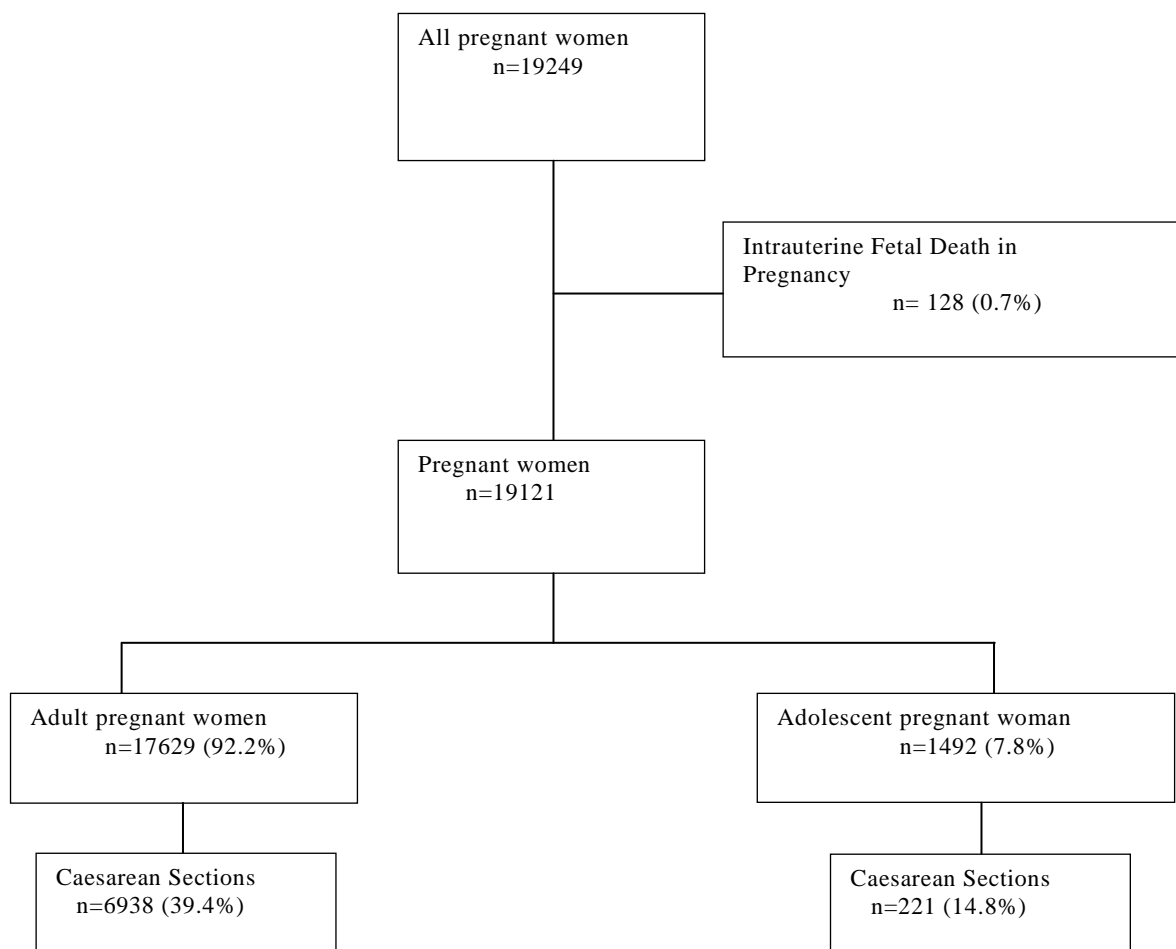 All pregnant women
n=19249
Intrauterine Fetal Death in
Pregnancy
n= 128 (0.7%)
Pregnant women
n=19121
Adult pregnant women
n=17629 (92.2%)
Adolescent pregnant woman
n=1492 (7.8%)
Caesarean Sections
n=6938 (39.4%)
Caesarean Sections
n=221 (14.8%)